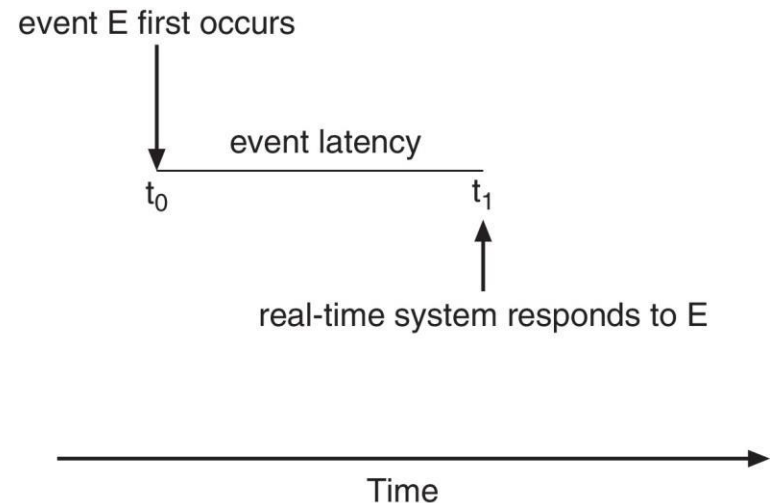 event E first occurs
event latency
t₀
t₁
real-time system responds to E
Time